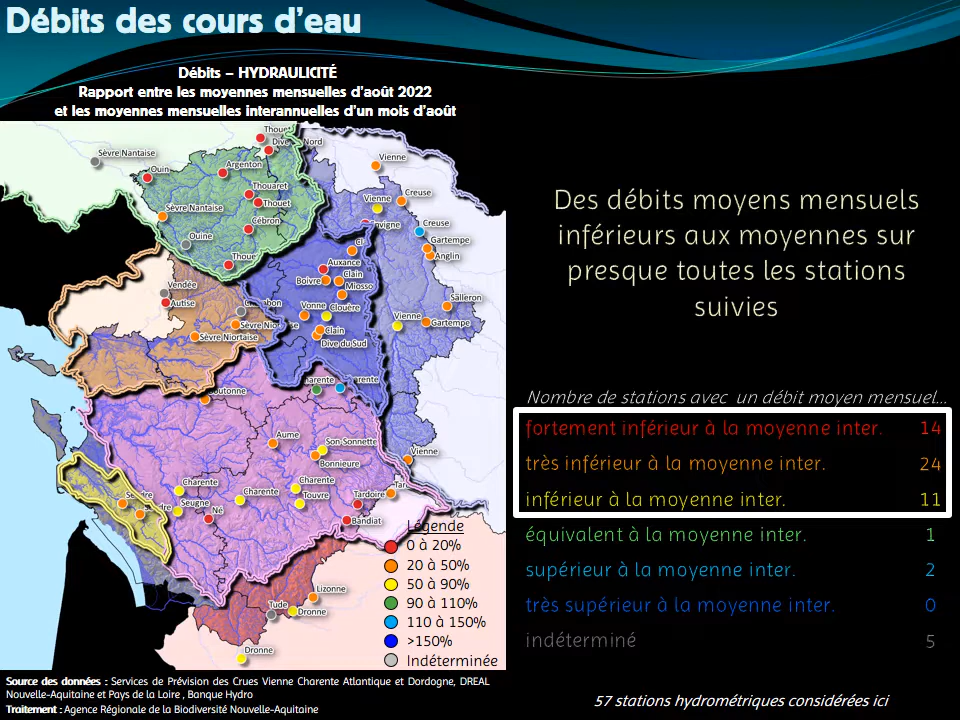 Débits des cours d'eau
Débits – HYDRAULICITÉ
Rapport entre les moyennes mensuelles d'août 2022
et les moyennes mensuelles interannuelles d'un mois d'août
Thouet
Dive Nord
Sèvre Nantaise
Vienne
Ouin
Argenton
Thouaret
Thouet
Creuse
Vienne
Sèvre Nantaise
Cébron
Creuse
Ouine
Gartempe
Anglin
Thouet
Auxance
Clain
Boivre
Miosso
Vendée
Autise
Vonne
Clouère
Salleron
Vienne
Gartempe
Sèvre Niortaise
Clain
Dive du Sud
Aume
Son-Sonnette
Bonnieure
Vienne
Charente
Charente
Charente
Touvre
Tardoire
Seugne
Né
Bandiat
Lizonne
Tude
Dronne
Dronne
Légende
0 à 20%
20 à 50%
50 à 90%
90 à 110%
110 à 150%
>150%
Indéterminée
Source des données : Services de Prévision des Crues Vienne Charente Atlantique et Dordogne, DREAL
Nouvelle-Aquitaine et Pays de la Loire , Banque Hydro
Traitement : Agence Régionale de la Biodiversité Nouvelle-Aquitaine
Des débits moyens mensuels
inférieurs aux moyennes sur
presque toutes les stations
suivies
Nombre de stations avec un débit moyen mensuel...
fortement inférieur à la moyenne inter. 14
très inférieur à la moyenne inter. 24
inférieur à la moyenne inter. 11
équivalent à la moyenne inter. 1
supérieur à la moyenne inter. 2
très supérieur à la moyenne inter. 0
indéterminé 5
57 stations hydrométriques considérées ici